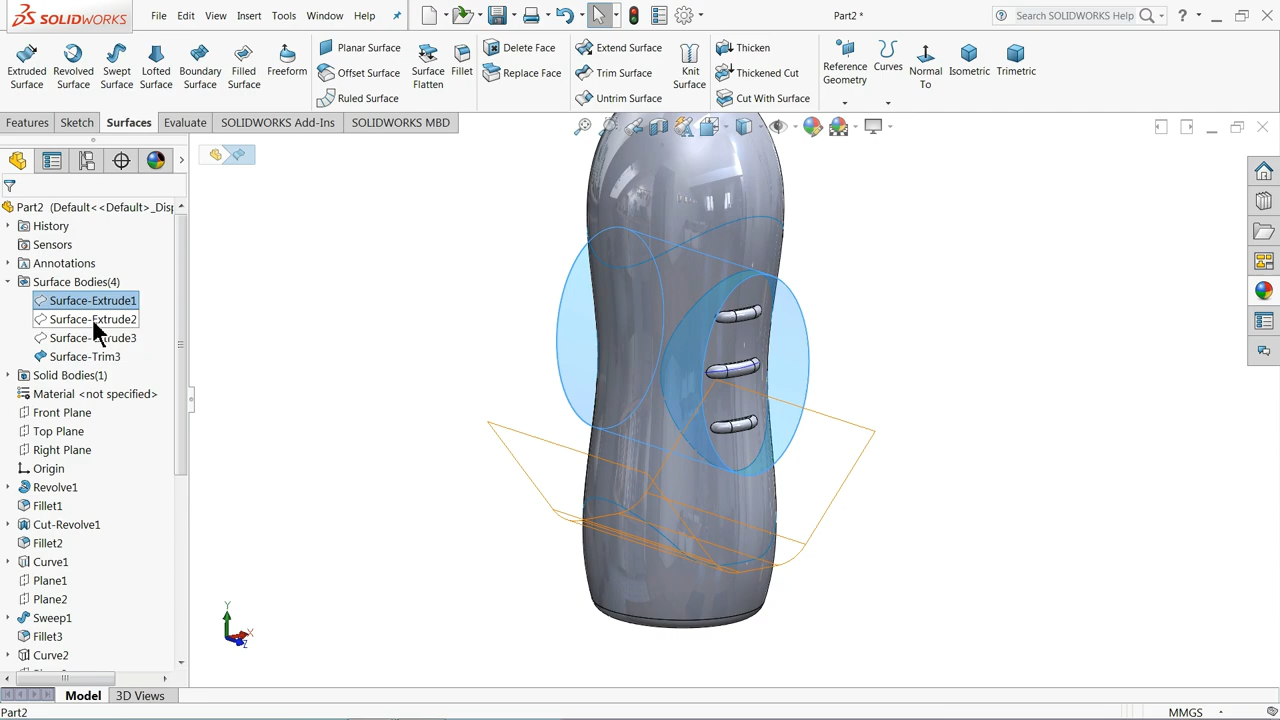 SOLIDWORKS File Edit View Insert Tools Window Help Part2 * Search SOLIDWORKS Help ?
Extruded Surface
Revolved Surface
Swept Surface
Lofted Surface
Boundary Surface
Filled Surface
Freeform
Planar Surface
Offset Surface
Ruled Surface
Surface Flatten
Fillet
Delete Face
Replace Face
Extend Surface
Trim Surface
Untrim Surface
Knit Surface
Thicken
Thickened Cut
Cut With Surface
Reference Geometry
Curves
Normal To
Isometric
Trimetric
Features Sketch Surfaces Evaluate SOLIDWORKS Add-Ins SOLIDWORKS MBD
Part2 (Default<<Default>_Disp
History
Sensors
Annotations
Surface Bodies(4)
Surface-Extrude1
Surface-Extrude2
Surface-Extrude3
Surface-Trim3
Solid Bodies(1)
Material <not specified>
Front Plane
Top Plane
Right Plane
Origin
Revolve1
Fillet1
Cut-Revolve1
Fillet2
Curve1
Plane1
Plane2
Sweep1
Fillet3
Curve2
Y
X
Z
Model 3D Views
Part2 MMGS